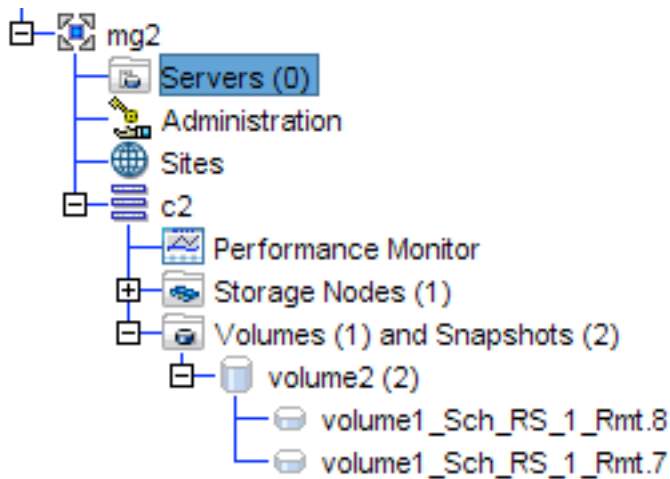 mg2
Servers (0)
Administration
Sites
c2
Performance Monitor
Storage Nodes (1)
Volumes (1) and Snapshots (2)
volume2 (2)
volume1_Sch_RS_1_Rmt.8
volume1_Sch_RS_1_Rmt.7